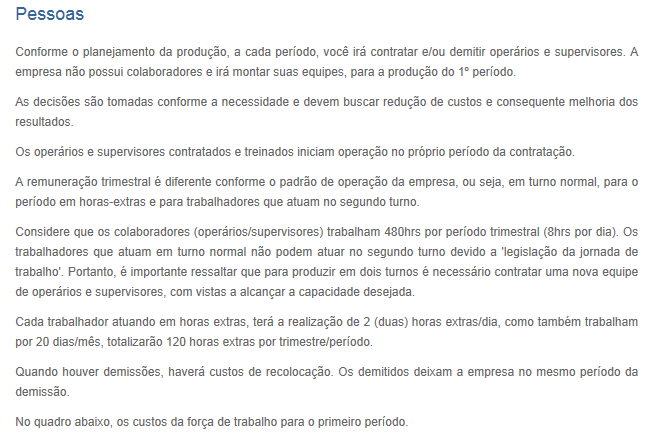 Pessoas
Conforme o planejamento da produção, a cada período, você irá contratar e/ou demitir operários e supervisores. A
empresa não possui colaboradores e irá montar suas equipes, para a produção do 1º período.
As decisões são tomadas conforme a necessidade e devem buscar redução de custos e consequente melhoria dos
resultados.
Os operários e supervisores contratados e treinados iniciam operação no próprio período da contratação.
A remuneração trimestral é diferente conforme o padrão de operação da empresa, ou seja, em turno normal, para o
período em horas-extras e para trabalhadores que atuam no segundo turno.
Considere que os colaboradores (operários/supervisores) trabalham 480hrs por período trimestral (8hrs por dia). Os
trabalhadores que atuam em turno normal não podem atuar no segundo turno devido a 'legislação da jornada de
trabalho'. Portanto, é importante ressaltar que para produzir em dois turnos é necessário contratar uma nova equipe
de operários e supervisores, com vistas a alcançar a capacidade desejada.
Cada trabalhador atuando em horas extras, terá a realização de 2 (duas) horas extras/dia, como também trabalham
por 20 dias/mês, totalizarão 120 horas extras por trimestre/período.
Quando houver demissões, haverá custos de recolocação. Os demitidos deixam a empresa no mesmo período da
demissão.
No quadro abaixo, os custos da força de trabalho para o primeiro período.